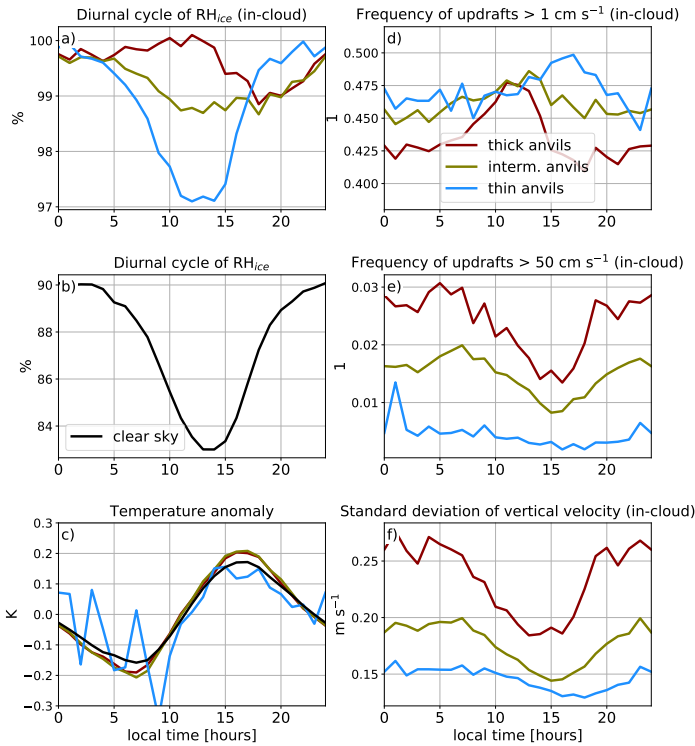 Diurnal cycle of RH_ice (in-cloud)
a)
100
99
98
97
%
0 5 10 15 20
Frequency of updrafts > 1 cm s⁻¹ (in-cloud)
d)
0.500
0.475
0.450
0.425
0.400
1
thick anvils
interm. anvils
thin anvils
0 5 10 15 20
Diurnal cycle of RH_ice
b)
90
88
86
84
%
clear sky
0 5 10 15 20
Frequency of updrafts > 50 cm s⁻¹ (in-cloud)
e)
0.03
0.02
0.01
1
0 5 10 15 20
Temperature anomaly
c)
0.3
0.2
0.1
0.0
−0.1
−0.2
−0.3
K
0 5 10 15 20
local time [hours]
Standard deviation of vertical velocity (in-cloud)
f)
0.25
0.20
0.15
m s⁻¹
0 5 10 15 20
local time [hours]